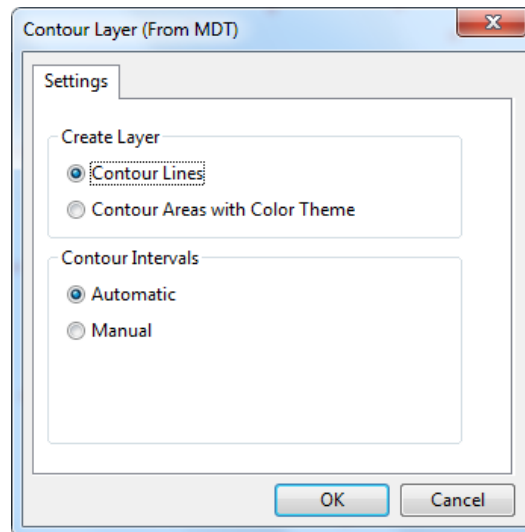 Contour Layer (From MDT)
Settings
Create Layer
Contour Lines
Contour Areas with Color Theme
Contour Intervals
Automatic
Manual
OK Cancel